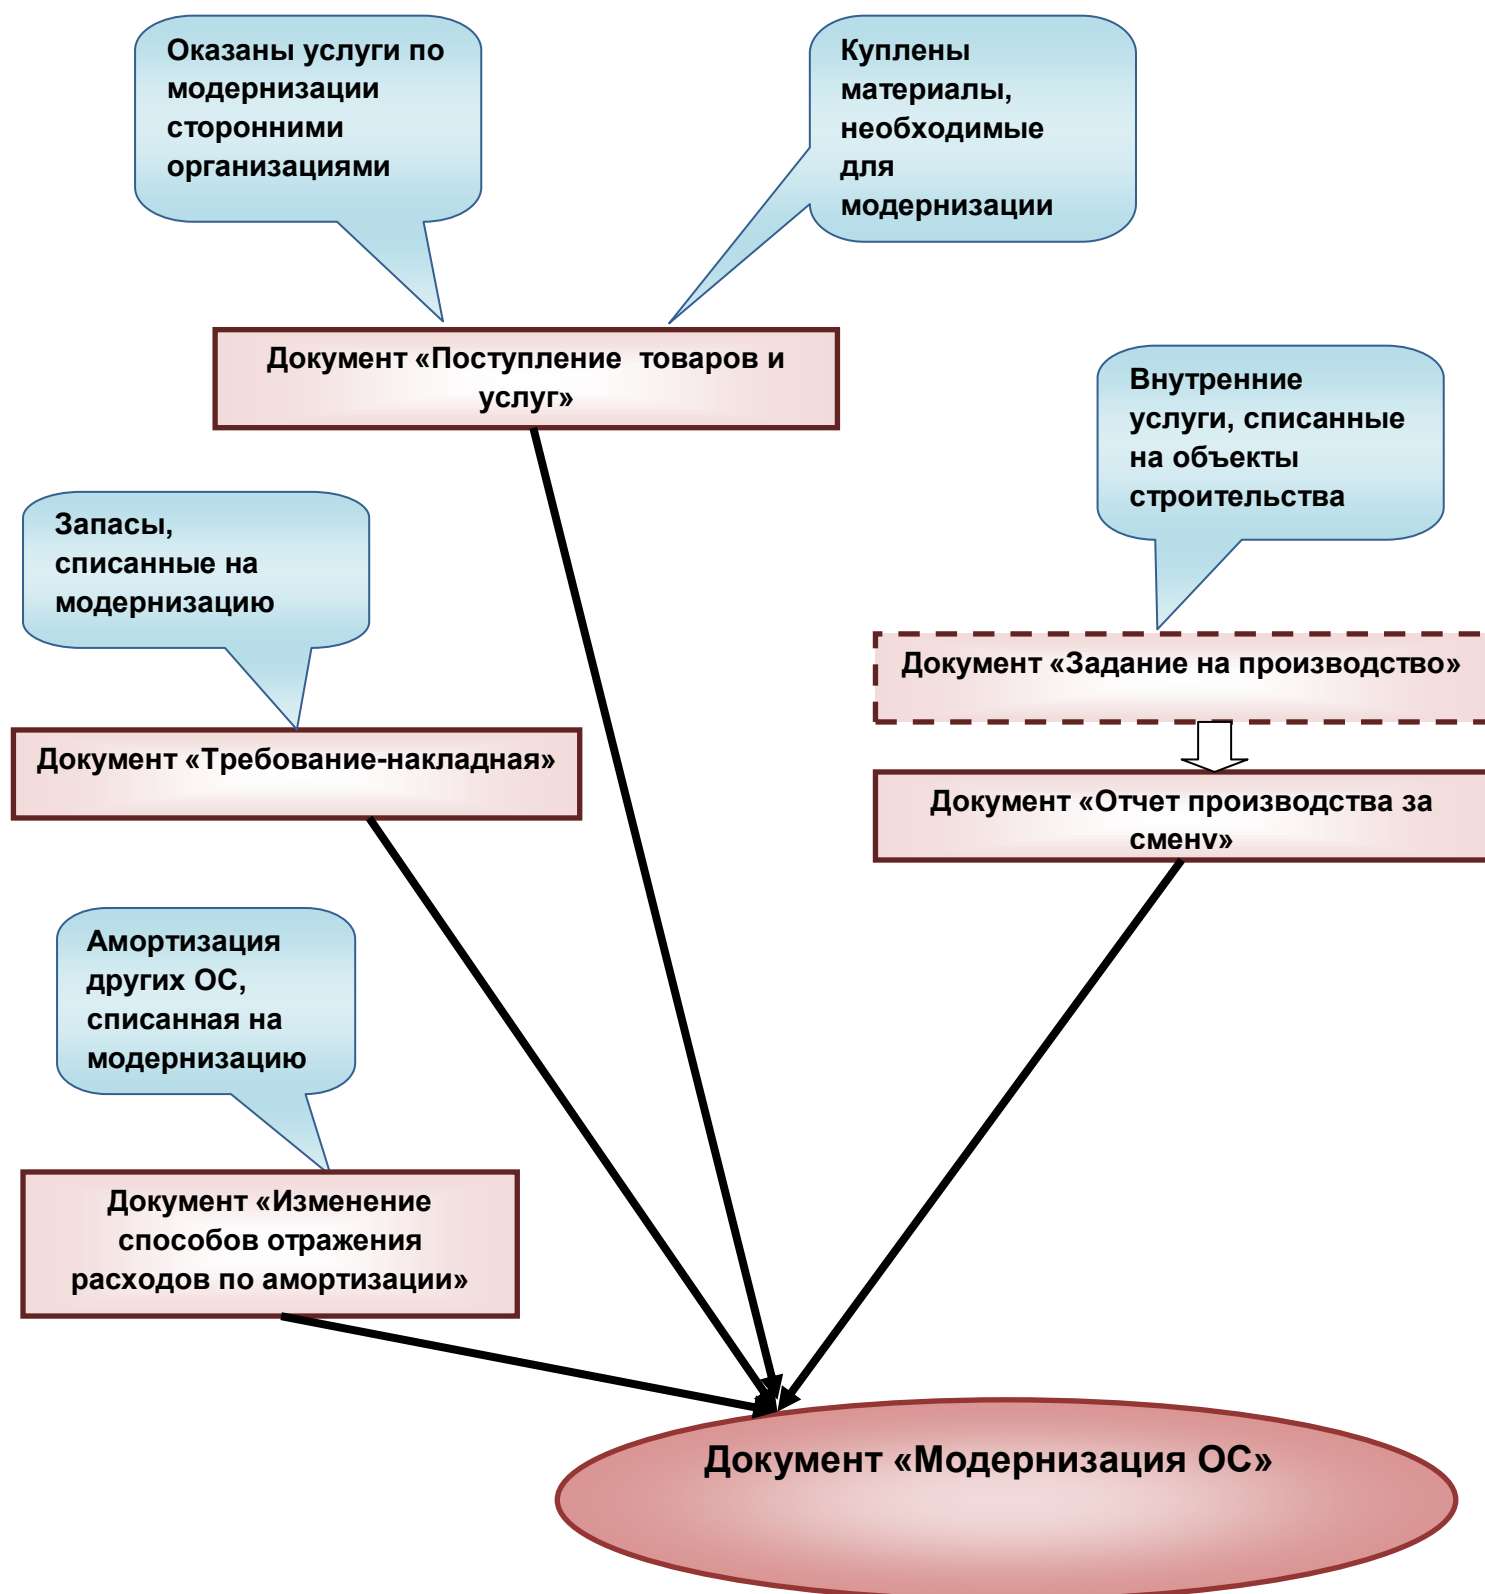 Оказаны услуги по
модернизации
сторонними
организациями
Куплены
материалы,
необходимые
для
модернизации
Документ «Поступление  товаров и
услуг»
Внутренние
услуги, списанные
на объекты
строительства
Запасы,
списанные на
модернизацию
Документ «Задание на производство»
Документ «Требование-накладная»
Документ «Отчет производства за
смену»
Амортизация
других ОС,
списанная на
модернизацию
Документ «Изменение
способов отражения
расходов по амортизации»
Документ «Модернизация ОС»